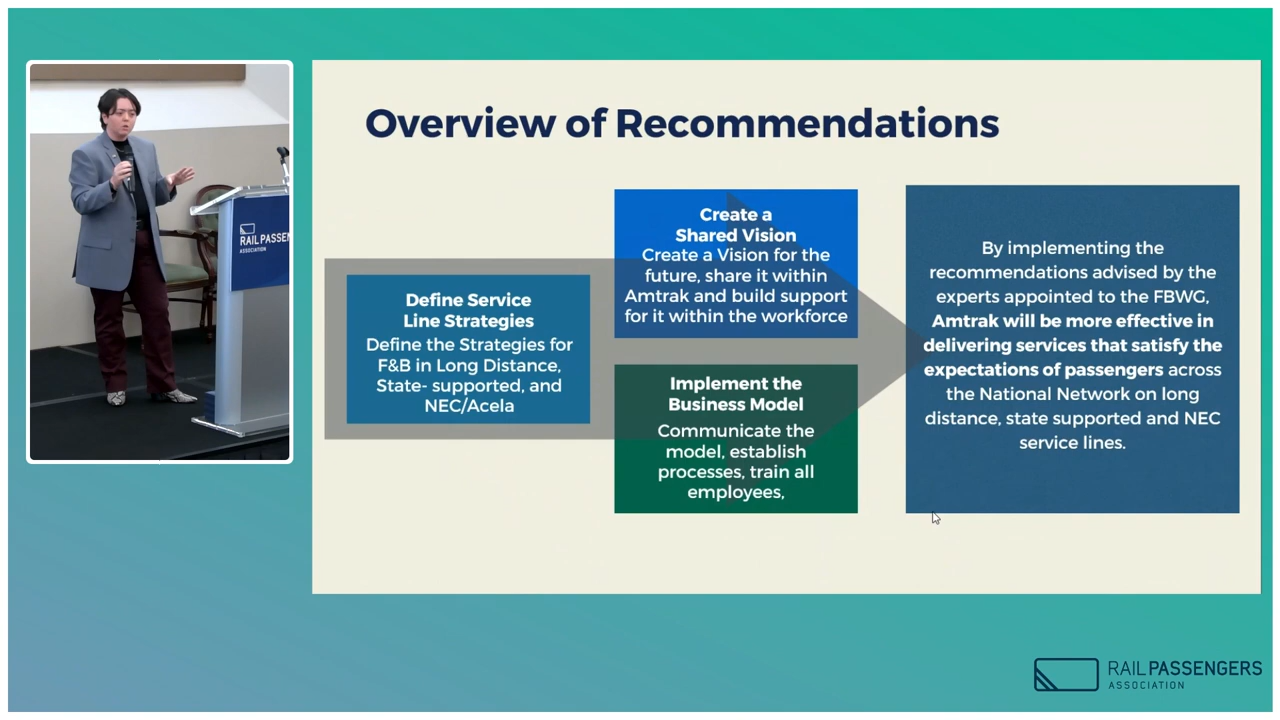 Overview of Recommendations
Define Service
Line Strategies
Define the Strategies for
F&B in Long Distance,
State- supported, and
NEC/Acela
Create a
Shared Vision
Create a Vision for the
future, share it within
Amtrak and build support
for it within the workforce
Implement the
Business Model
Communicate the
model, establish
processes, train all
employees,
By implementing the
recommendations advised by the
experts appointed to the FBWG,
Amtrak will be more effective in
delivering services that satisfy the
expectations of passengers across
the National Network on long
distance, state supported and NEC
service lines.
RAIL PASSEN
ASSOCIATION
RAILPASSENGERS
ASSOCIATION